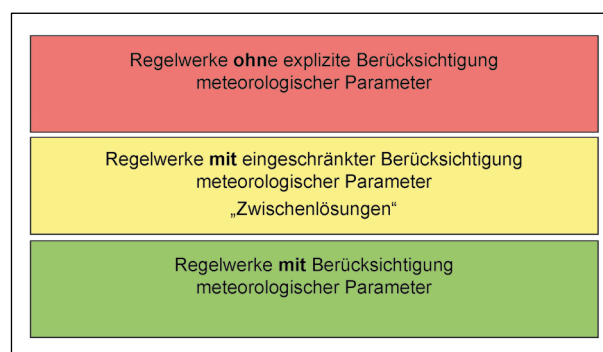 Regelwerke ohne explizite Berücksichtigung
meteorologischer Parameter
Regelwerke mit eingeschränkter Berücksichtigung
meteorologischer Parameter
„Zwischenlösungen“
Regelwerke mit Berücksichtigung
meteorologischer Parameter